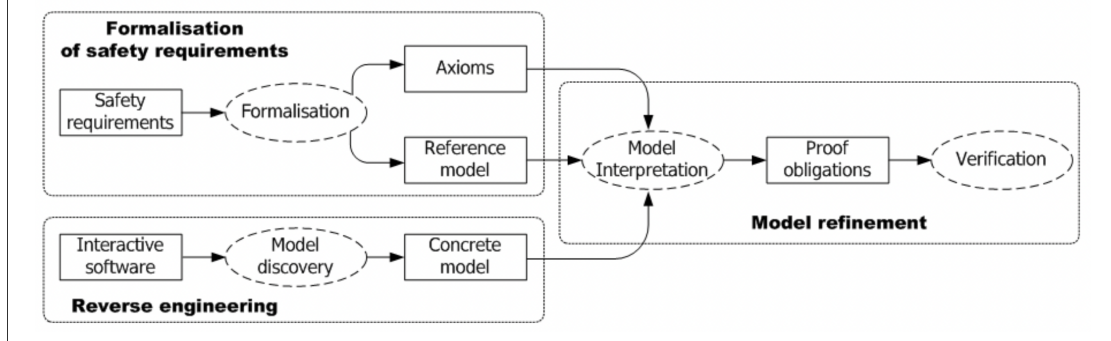 Formalisation
of safety requirements
Safety
requirements
Formalisation
Axioms
Reference
model
Model
Interpretation
Proof
obligations
Verification
Model refinement
Interactive
software
Model
discovery
Concrete
model
Reverse engineering